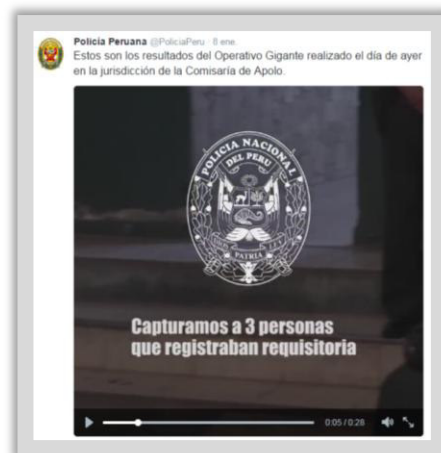 Policía Peruana @PoliciaPeru · 8 ene.
Estos son los resultados del Operativo Gigante realizado el día de ayer
en la jurisdicción de la Comisaría de Apolo.
POLICIA NACIONAL
DEL PERU
PATRIA
Capturamos a 3 personas
que registraban requisitoria
0:05 / 0:28